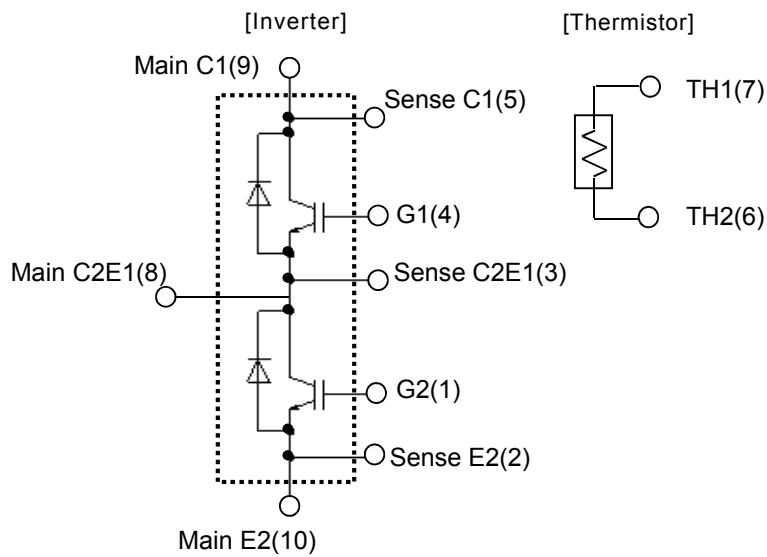 [Inverter]
[Thermistor]
Main C1(9)
Sense C1(5)
TH1(7)
G1(4)
TH2(6)
Main C2E1(8)
Sense C2E1(3)
G2(1)
Sense E2(2)
Main E2(10)